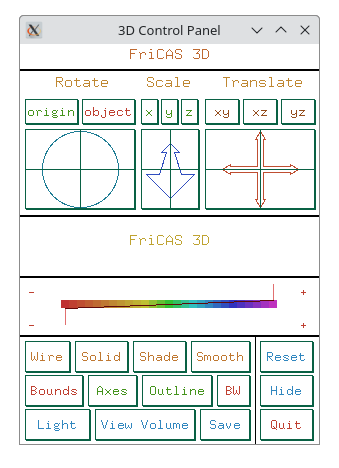 3D Control Panel
FriCAS 3D
Rotate Scale Translate
origin object x y z xy xz yz
FriCAS 3D
- +
- +
Wire Solid Shade Smooth Reset
Bounds Axes Outline BW Hide
Light View Volume Save Quit